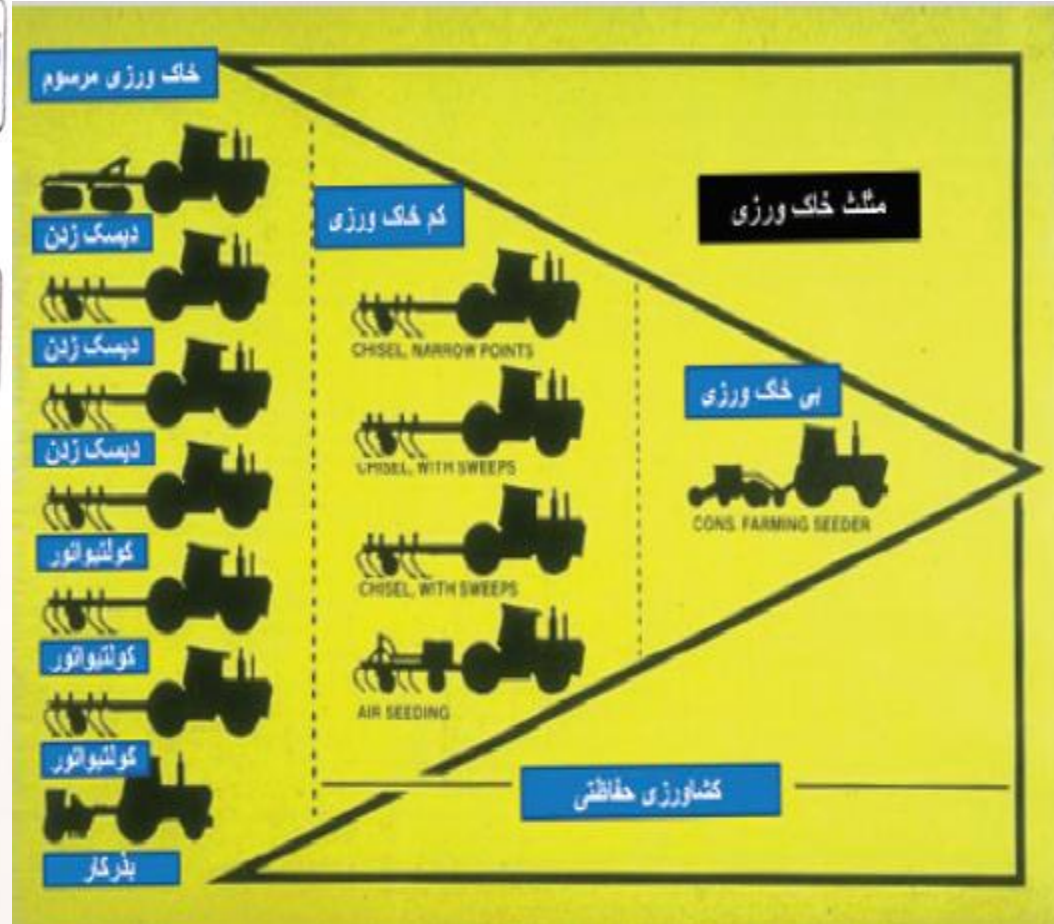 خاک ورزی مرسوم
دیسک زدن
دیسک زدن
دیسک زدن
کولتیواتور
کولتیواتور
کولتیواتور
بذرکار
کم خاک ورزی
CHISEL, NARROW POINTS
CHISEL, WITH SWEEPS
CHISEL, WITH SWEEPS
AIR SEEDING
مثلث خاک ورزی
بی خاک ورزی
CONS. FARMING SEEDER
کشاورزی حفاظتی